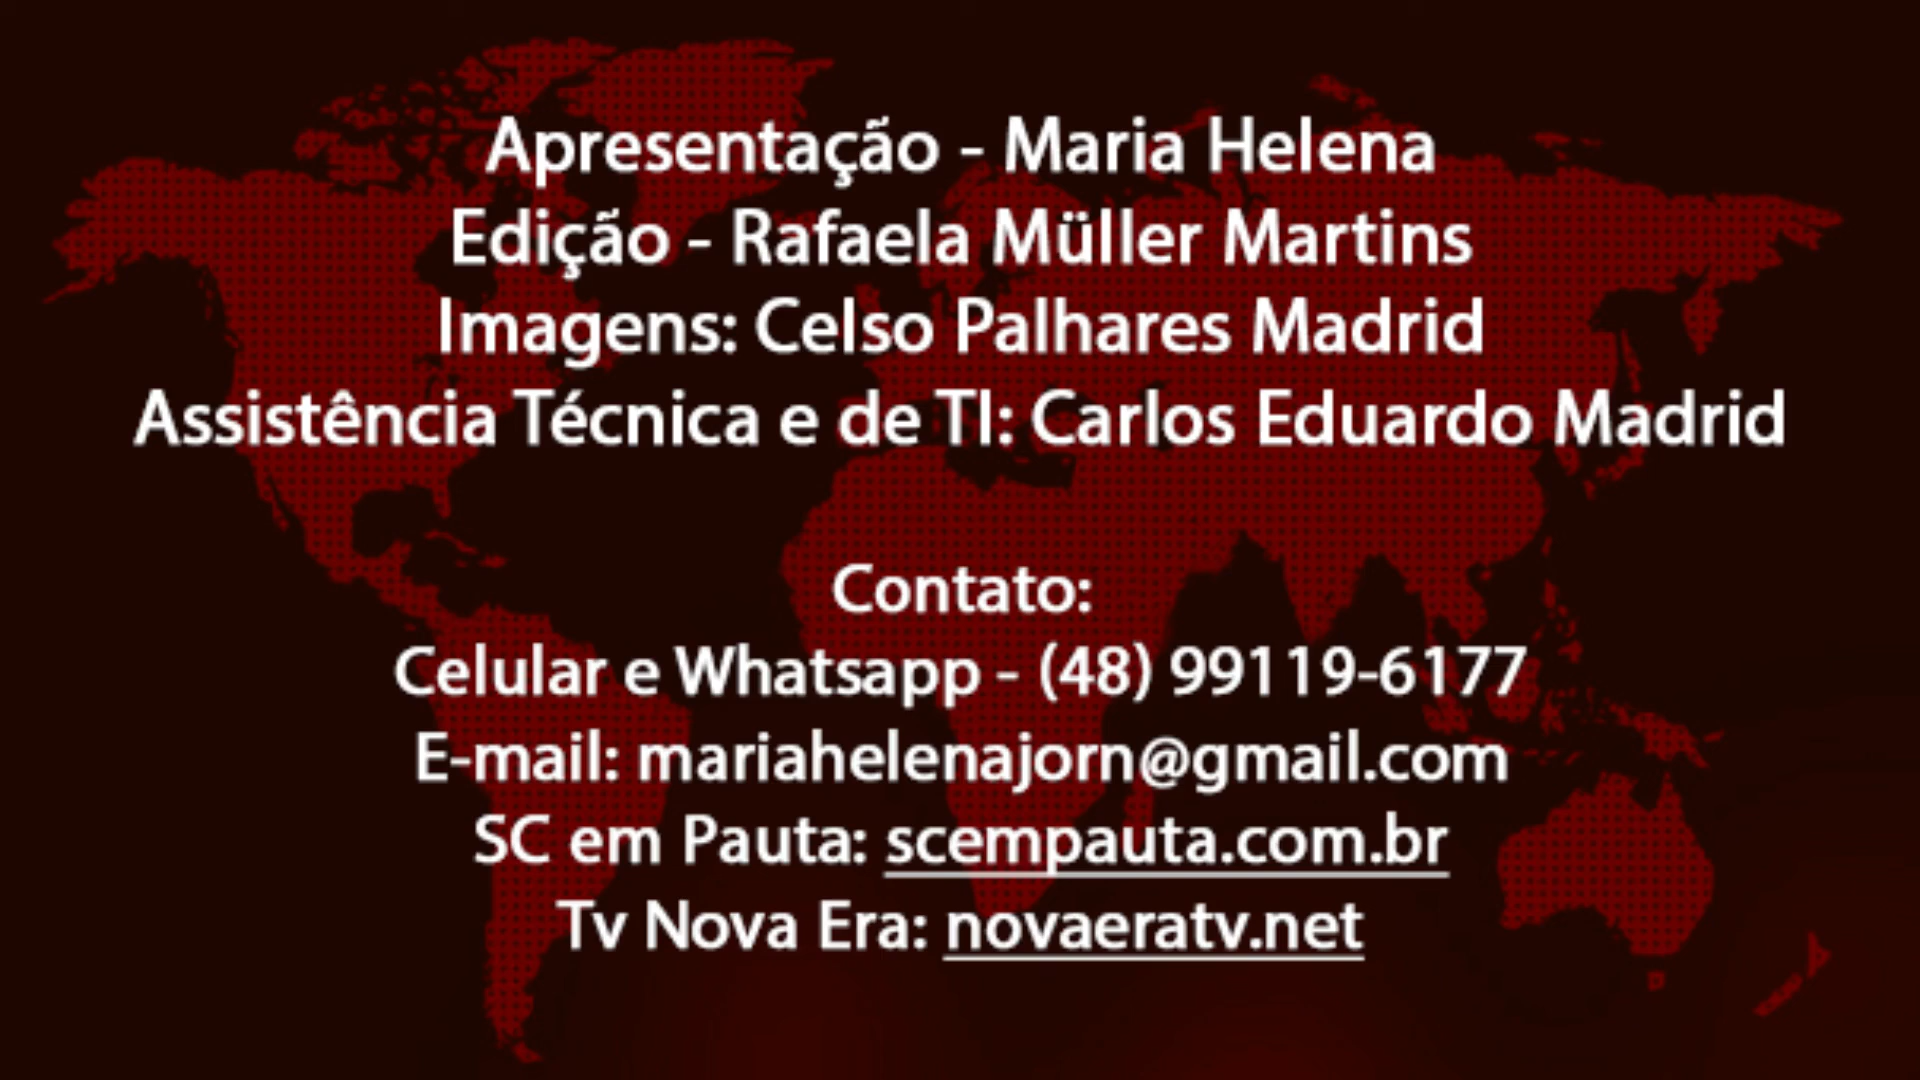 Apresentação - Maria Helena
Edição - Rafaela Müller Martins
Imagens: Celso Palhares Madrid
Assistência Técnica e de TI: Carlos Eduardo Madrid
Contato:
Celular e Whatsapp - (48) 99119-6177
E-mail: mariahelenajorn@gmail.com
SC em Pauta: scempauta.com.br
Tv Nova Era: novaeratv.net